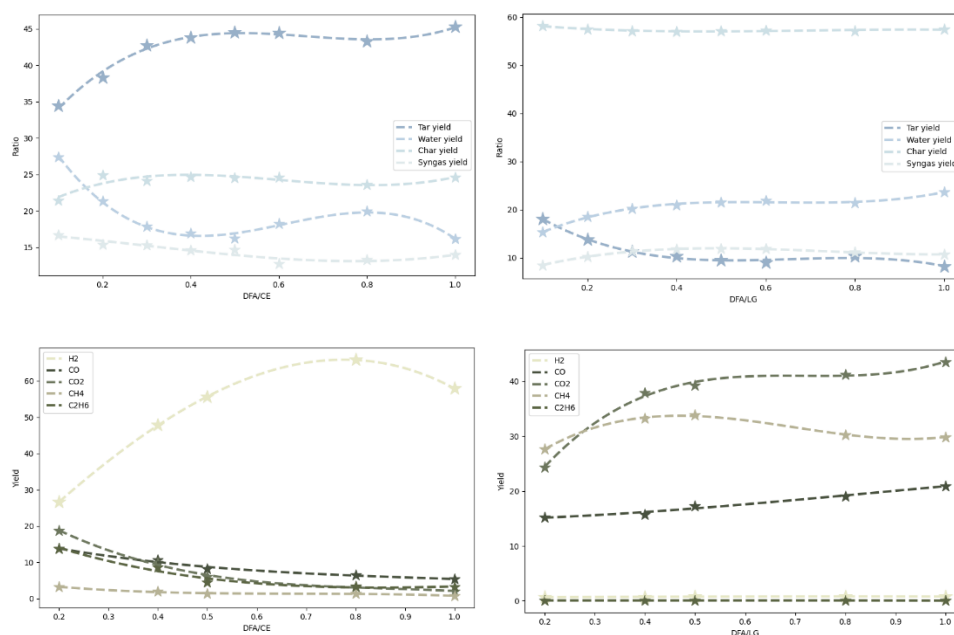 45
40
35
30
25
20
15
Ratio
Tar yield
Water yield
Char yield
Syngas yield
0.2 0.4 0.6 0.8 1.0
DFA/CE
60
50
40
30
20
10
Ratio
Tar yield
Water yield
Char yield
Syngas yield
0.2 0.4 0.6 0.8 1.0
DFA/LG
H2
CO
CO2
CH4
C2H6
60
50
40
30
20
10
0
Yield
0.2 0.3 0.4 0.5 0.6 0.7 0.8 0.9 1.0
DFA/CE
H2
CO
CO2
CH4
C2H6
40
30
20
10
0
Yield
0.2 0.3 0.4 0.5 0.6 0.7 0.8 0.9 1.0
DFA/LG